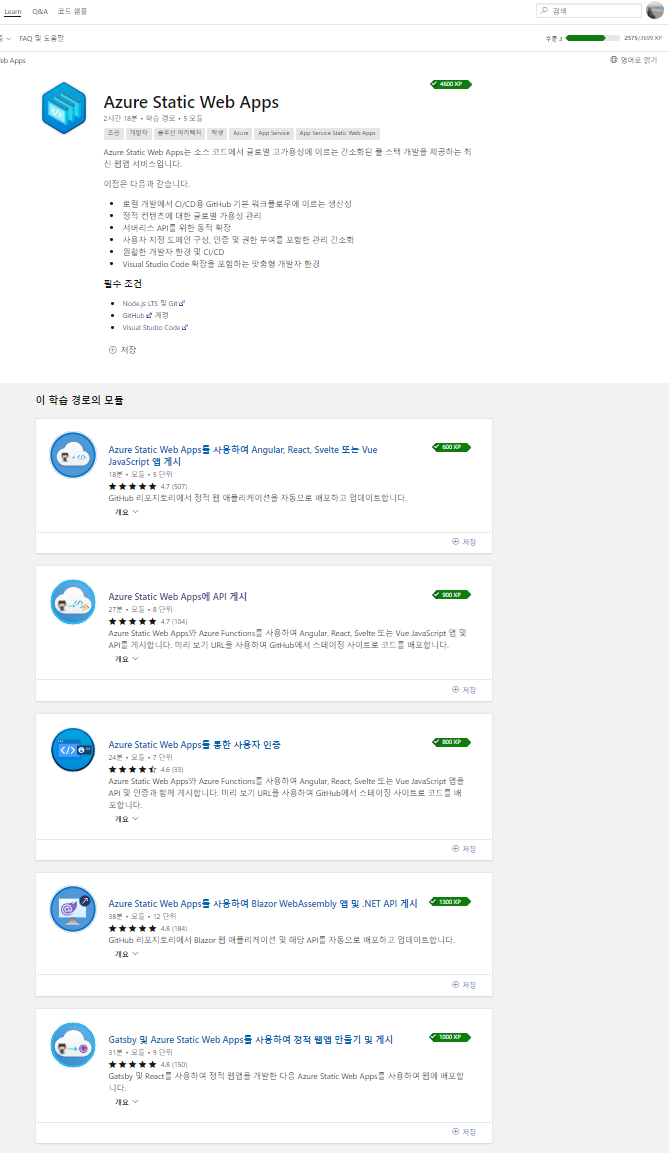 Learn Q&A 코드 샘플 검색
FAQ 및 도움말 수준 3 2575/3699 XP
eb Apps 영어로 읽기
4600 XP
Azure Static Web Apps
2시간 18분 • 학습 경로 • 5 모듈
초급 개발자 솔루션 아키텍처 학생 Azure App Service App Service Static Web Apps
Azure Static Web Apps는 소스 코드에서 글로벌 고가용성에 이르는 간소화된 풀 스택 개발을 제공하는 최
신 웹앱 서비스입니다.
이점은 다음과 같습니다.
• 로컬 개발에서 CI/CD용 GitHub 기본 워크플로우에 이르는 생산성
• 정적 컨텐츠에 대한 글로벌 가용성 관리
• 서버리스 API를 위한 동적 확장
• 사용자 지정 도메인 구성, 인증 및 권한 부여를 포함한 관리 간소화
• 원활한 개발자 환경 및 CI/CD
• Visual Studio Code 확장을 포함하는 맞춤형 개발자 환경
필수 조건
• Node.js LTS 및 Git
• GitHub 계정
• Visual Studio Code
저장
이 학습 경로의 모듈
Azure Static Web Apps를 사용하여 Angular, React, Svelte 또는 Vue 600 XP
JavaScript 앱 게시
18분 • 모듈 • 5 단위
★★★★★ 4.7 (507)
GitHub 리포지토리에서 정적 웹 애플리케이션을 자동으로 배포하고 업데이트합니다.
개요
저장
Azure Static Web Apps에 API 게시 900 XP
27분 • 모듈 • 8 단위
★★★★★ 4.7 (104)
Azure Static Web Apps와 Azure Functions를 사용하여 Angular, React, Svelte 또는 Vue JavaScript 앱 및
API를 게시합니다. 미리 보기 URL을 사용하여 GitHub에서 스테이징 사이트로 코드를 배포합니다.
개요
저장
Azure Static Web Apps를 통한 사용자 인증 800 XP
24분 • 모듈 • 7 단위
4.6 (33)
Azure Static Web Apps와 Azure Functions를 사용하여 Angular, React, Svelte 또는 Vue JavaScript 앱을
API 및 인증과 함께 게시합니다. 미리 보기 URL을 사용하여 GitHub에서 스테이징 사이트로 코드를 배
포합니다.
개요
저장
Azure Static Web Apps를 사용하여 Blazor WebAssembly 앱 및 .NET API 게시 1300 XP
38분 • 모듈 • 12 단위
★★★★★ 4.8 (184)
GitHub 리포지토리에서 Blazor 웹 애플리케이션 및 해당 API를 자동으로 배포하고 업데이트합니다.
개요
저장
Gatsby 및 Azure Static Web Apps를 사용하여 정적 웹앱 만들기 및 게시 1000 XP
31분 • 모듈 • 9 단위
★★★★★ 4.8 (150)
Gatsby 및 React를 사용하여 정적 웹앱을 개발한 다음 Azure Static Web Apps를 사용하여 웹에 배포합니
다.
개요
저장